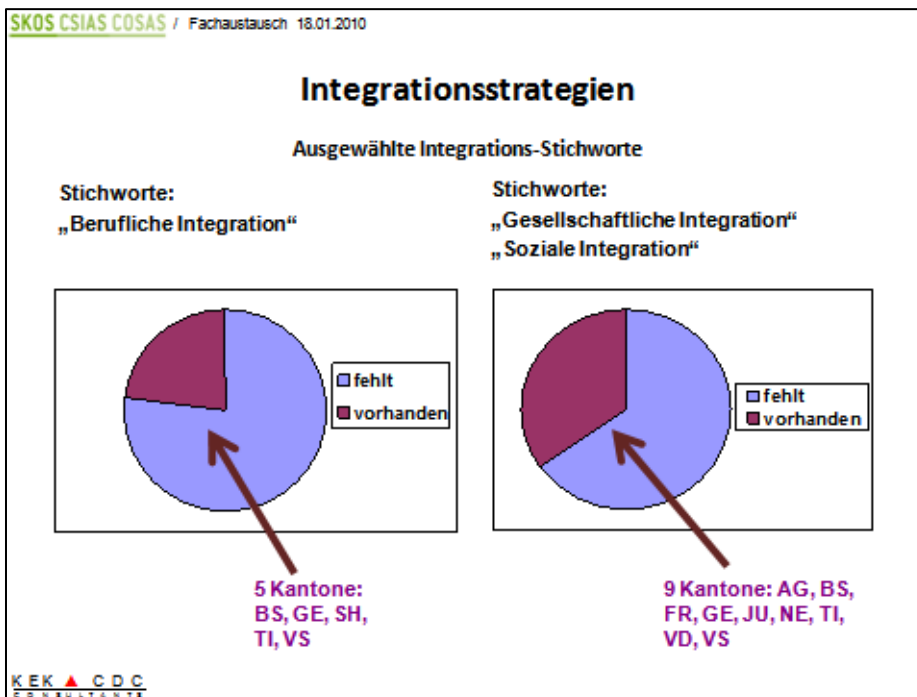 SKOS CSIAS COSAS / Fachaustausch 18.01.2010
Integrationsstrategien
Ausgewählte Integrations-Stichworte
Stichworte:
„Berufliche Integration“
Stichworte:
„Gesellschaftliche Integration“
„Soziale Integration“
fehlt
vorhanden
fehlt
vorhanden
5 Kantone:
BS, GE, SH,
TI, VS
9 Kantone: AG, BS,
FR, GE, JU, NE, TI,
VD, VS
KEK CDC